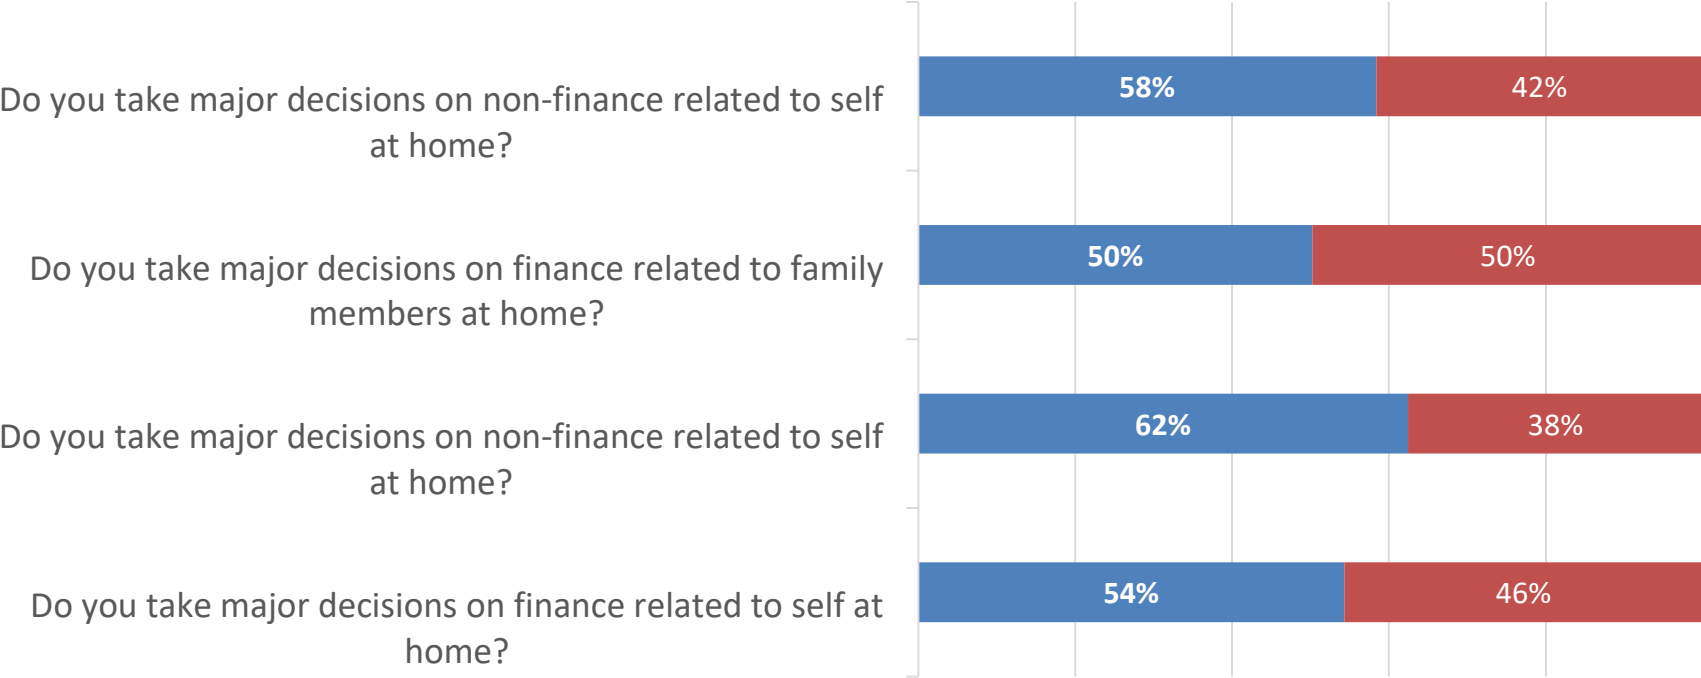 Do you take major decisions on non-finance related to self
at home?
58%
42%
Do you take major decisions on finance related to family
members at home?
50%
50%
Do you take major decisions on non-finance related to self
at home?
62%
38%
Do you take major decisions on finance related to self at
home?
54%
46%